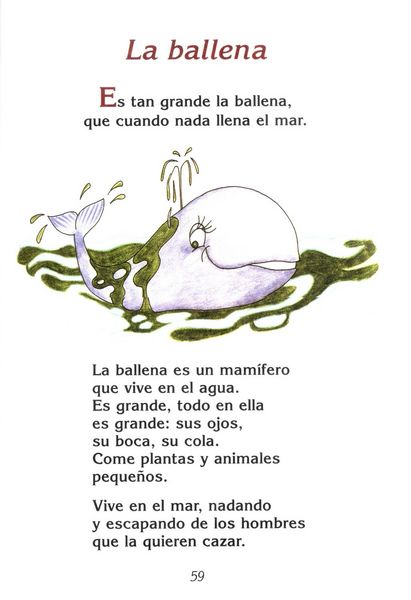 La ballena
Es tan grande la ballena,
que cuando nada llena el mar.
La ballena es un mamífero
que vive en el agua.
Es grande, todo en ella
es grande: sus ojos,
su boca, su cola.
Come plantas y animales
pequeños.
Vive en el mar, nadando
y escapando de los hombres
que la quieren cazar.
59